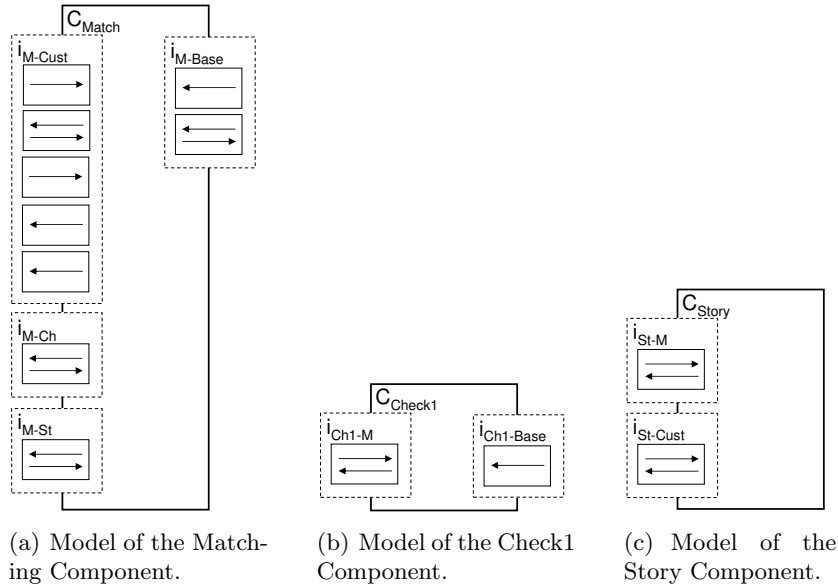 C_Match
i_M-Cust
i_M-Base
i_M-Ch
i_M-St
C_Check1
i_Ch1-M
i_Ch1-Base
C_Story
i_St-M
i_St-Cust
(a) Model of the Match-
ing Component.
(b) Model of the Check1
Component.
(c) Model of the
Story Component.